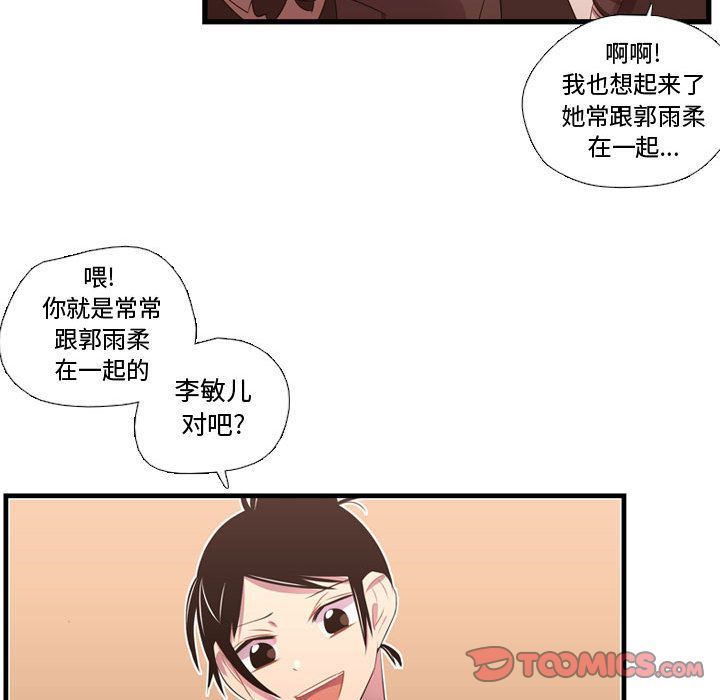 啊啊!
我也想起来了
她常跟郭雨柔
在一起...
喂!
你就是常常
跟郭雨柔
在一起的
李敏儿
对吧?
TOOMICS.COM